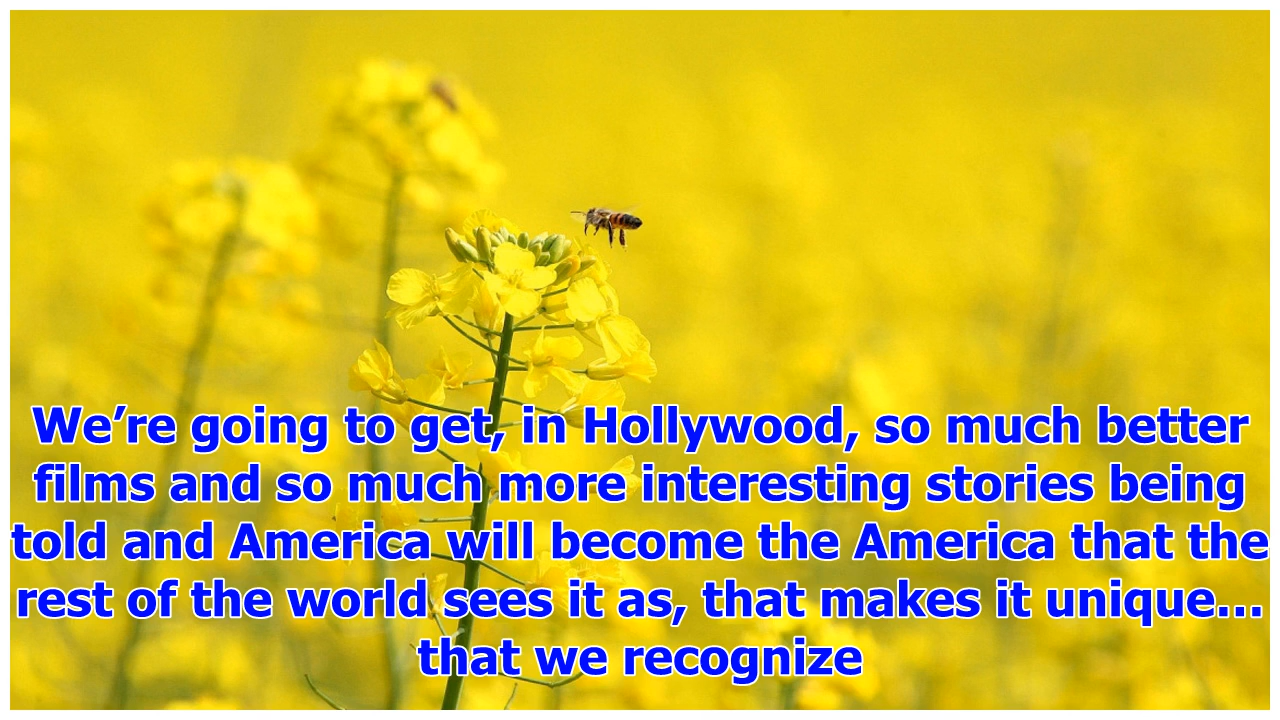 We’re going to get, in Hollywood, so much better
films and so much more interesting stories being
told and America will become the America that the
rest of the world sees it as, that makes it unique...
that we recognize